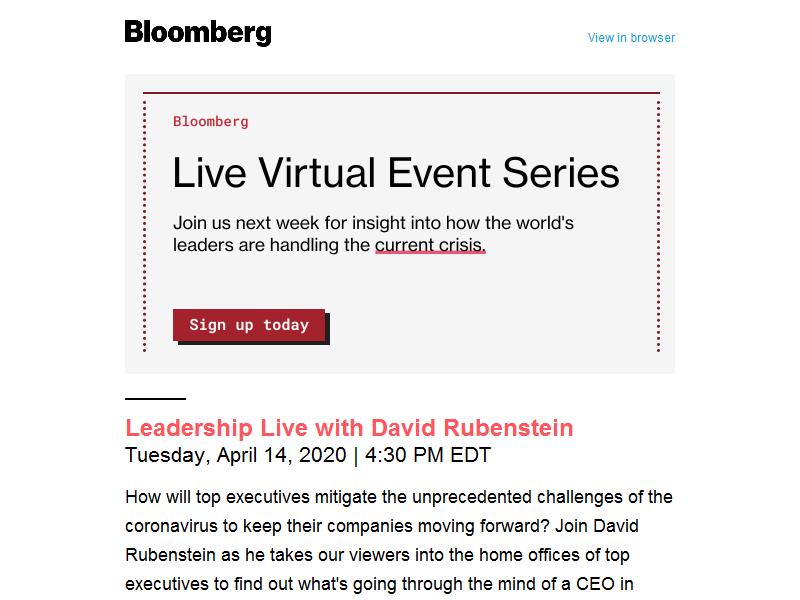 Bloomberg
View in browser
Bloomberg
Live Virtual Event Series
Join us next week for insight into how the world's
leaders are handling the current crisis.
Sign up today
Leadership Live with David Rubenstein
Tuesday, April 14, 2020 | 4:30 PM EDT
How will top executives mitigate the unprecedented challenges of the
coronavirus to keep their companies moving forward? Join David
Rubenstein as he takes our viewers into the home offices of top
executives to find out what's going through the mind of a CEO in